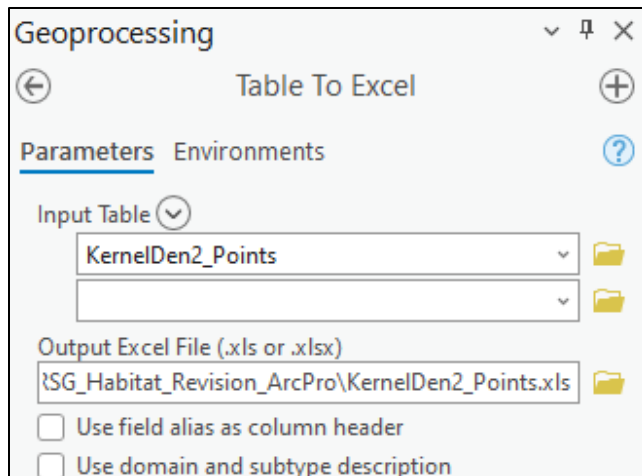 Geoprocessing
Table To Excel
Parameters Environments
Input Table
KernelDen2_Points
Output Excel File (.xls or .xlsx)
RSG_Habitat_Revision_ArcPro\KernelDen2_Points.xls
Use field alias as column header
Use domain and subtype description